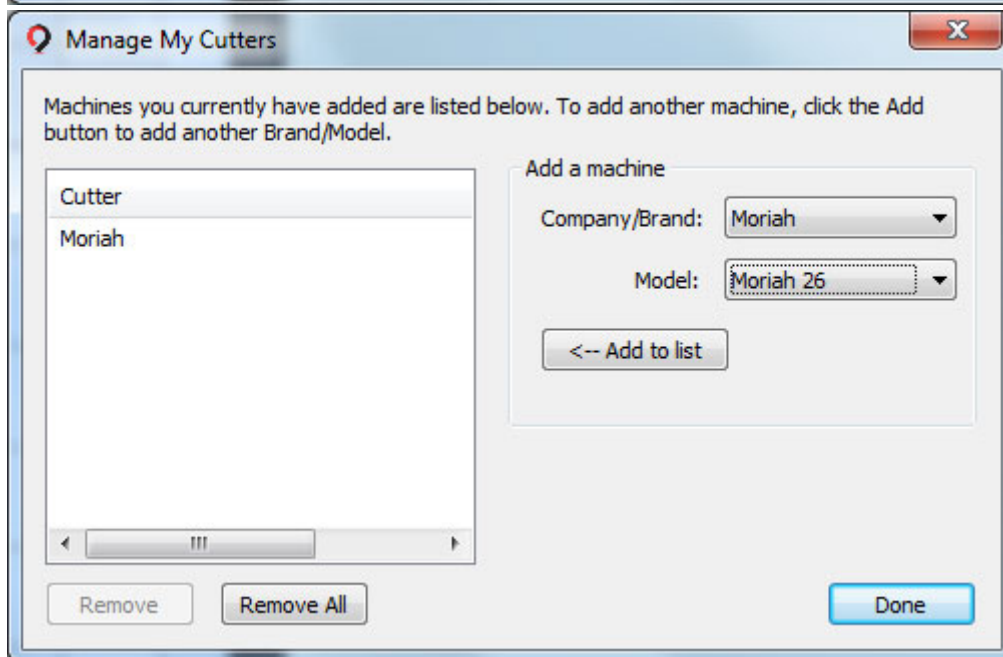 Manage My Cutters
Machines you currently have added are listed below. To add another machine, click the Add
button to add another Brand/Model.
Cutter
Moriah
Add a machine
Company/Brand: Moriah
Model: Moriah 26
<-- Add to list
Remove
Remove All
Done